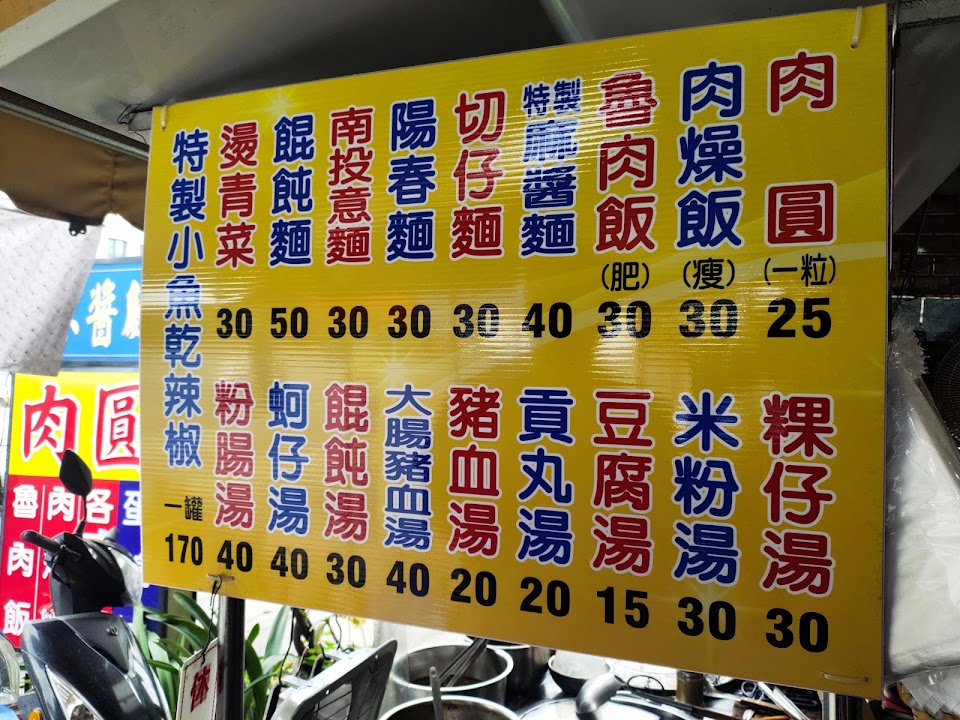 肉圓
(一粒)
25
肉燥飯
(瘦)
30
魯肉飯
(肥)
30
特製麻醬麵
40
切仔麵
30
陽春麵
30
南投意麵
30
餛飩麵
50
燙青菜
30
粿仔湯
30
米粉湯
30
豆腐湯
15
貢丸湯
20
豬血湯
20
大腸豬血湯
40
餛飩湯
30
蚵仔湯
40
粉腸湯
40
特製小魚乾辣椒
一罐
170
醬
肉圓
魯肉飯
肉
各
休